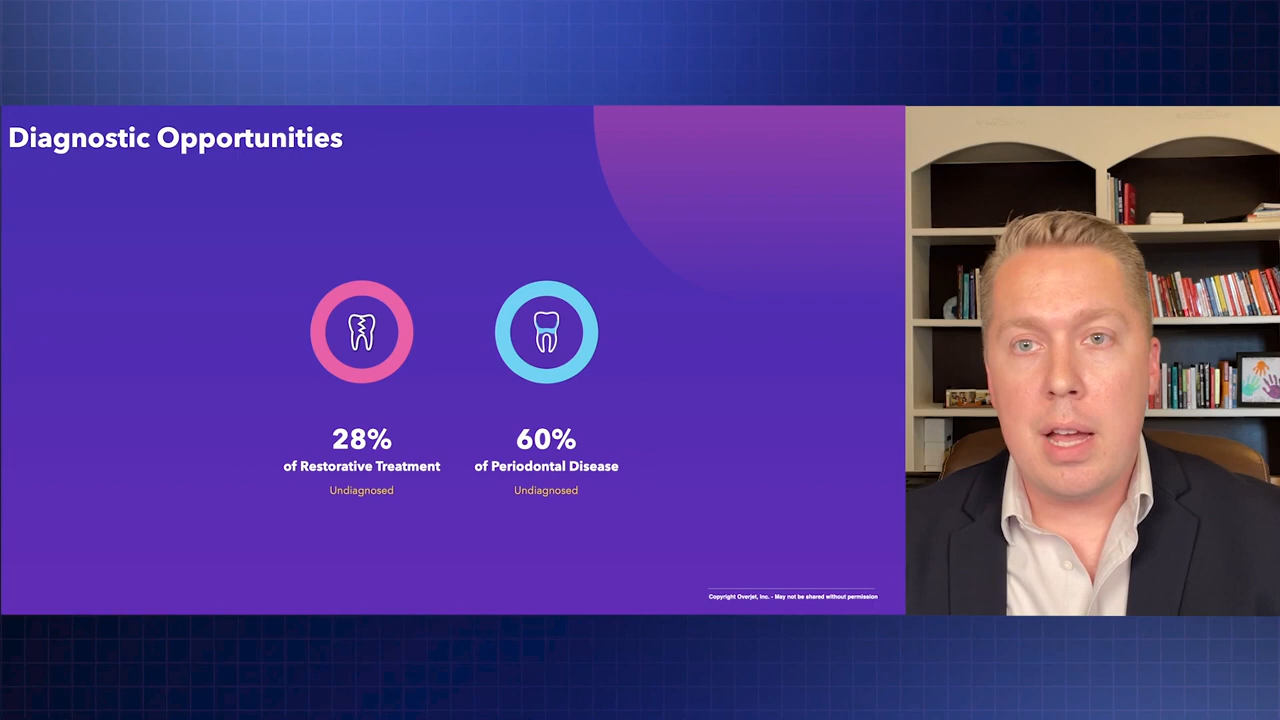 Diagnostic Opportunities
28%
of Restorative Treatment
Undiagnosed
60%
of Periodontal Disease
Undiagnosed
Copyright Overjet, Inc. - May not be shared without permission